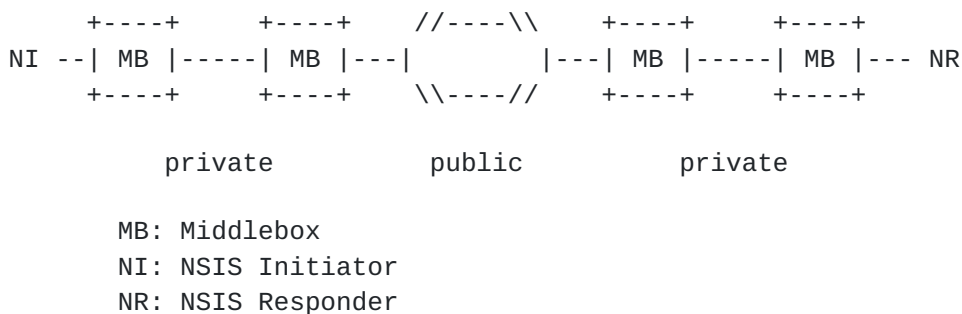 +----+     +----+    //----\\    +----+     +----+
NI --| MB |-----| MB |---|        |---| MB |-----| MB |--- NR
     +----+     +----+    \\----//    +----+     +----+

          private          public          private

       MB: Middlebox
       NI: NSIS Initiator
       NR: NSIS Responder